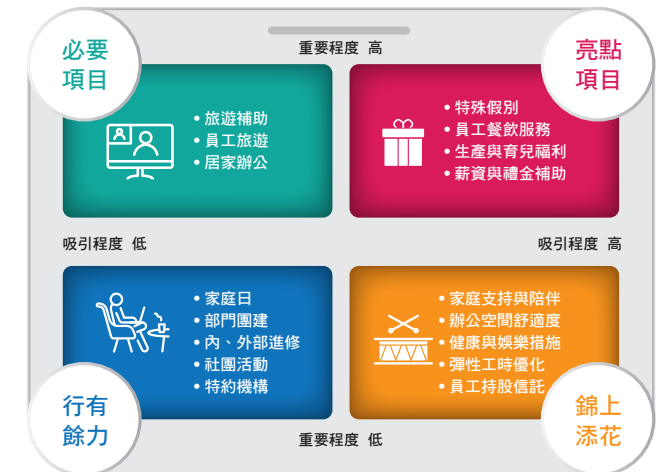 重要程度 高
必要
項目
• 旅遊補助
• 員工旅遊
• 居家辦公
亮點
項目
• 特殊假別
• 員工餐飲服務
• 生產與育兒福利
• 薪資與禮金補助
吸引程度 低
吸引程度 高
• 家庭日
• 部門團建
• 內、外部進修
• 社團活動
• 特約機構
行有
餘力
• 家庭支持與陪伴
• 辦公空間舒適度
• 健康與娛樂措施
• 彈性工時優化
• 員工持股信託
錦上
添花
重要程度 低